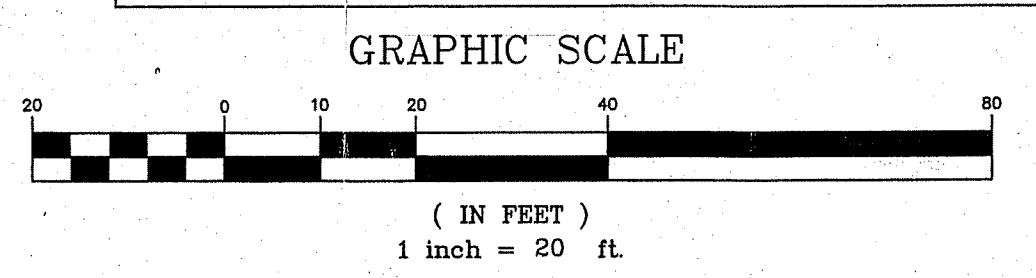 GRAPHIC SCALE
20 0 10 20 40 80
( IN FEET )
1 inch = 20 ft.